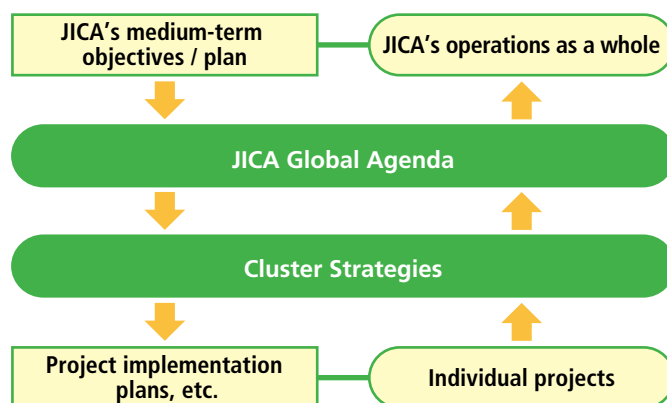 JICA's medium-term
objectives / plan
JICA's operations as a whole
JICA Global Agenda
Cluster Strategies
Project implementation
plans, etc.
Individual projects